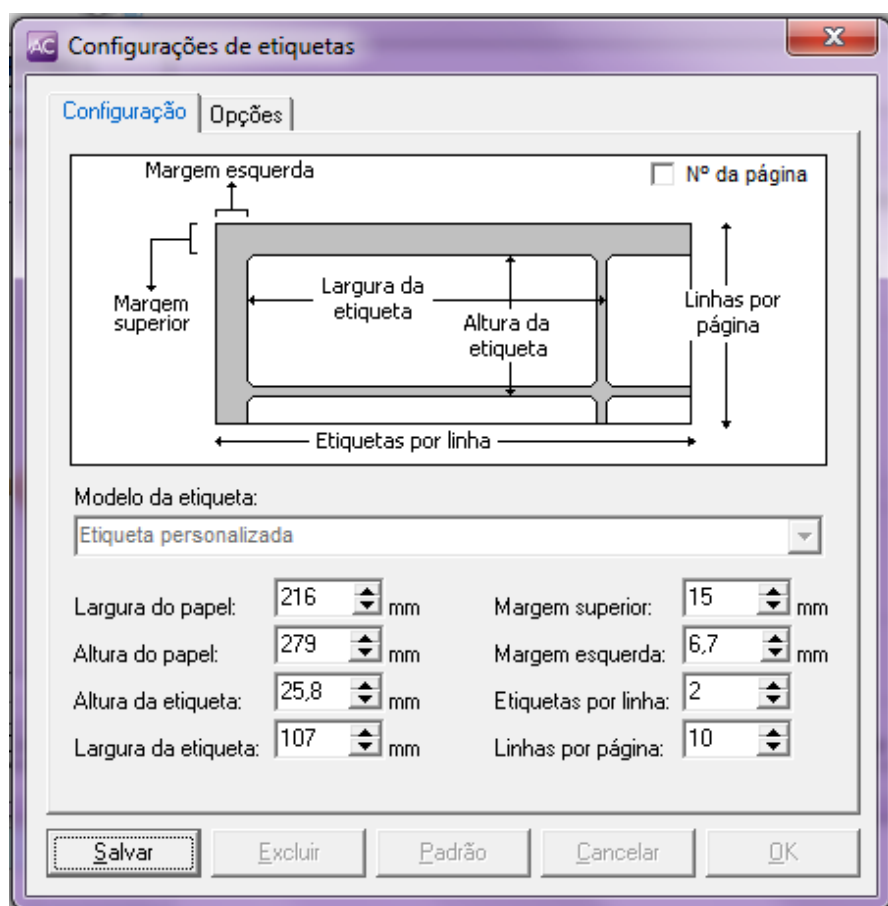 AC Configurações de etiquetas
X
Configuração Opções
Margem esquerda
Nº da página
Margem
superior
Largura da
etiqueta
Altura da
etiqueta
Linhas por
página
Etiquetas por linha
Modelo da etiqueta:
Etiqueta personalizada
Largura do papel: 216 mm Margem superior: 15 mm
Altura do papel: 279 mm Margem esquerda: 6,7 mm
Altura da etiqueta: 25,8 mm Etiquetas por linha: 2
Largura da etiqueta: 107 mm Linhas por página: 10
Salvar Excluir Padrão Cancelar OK